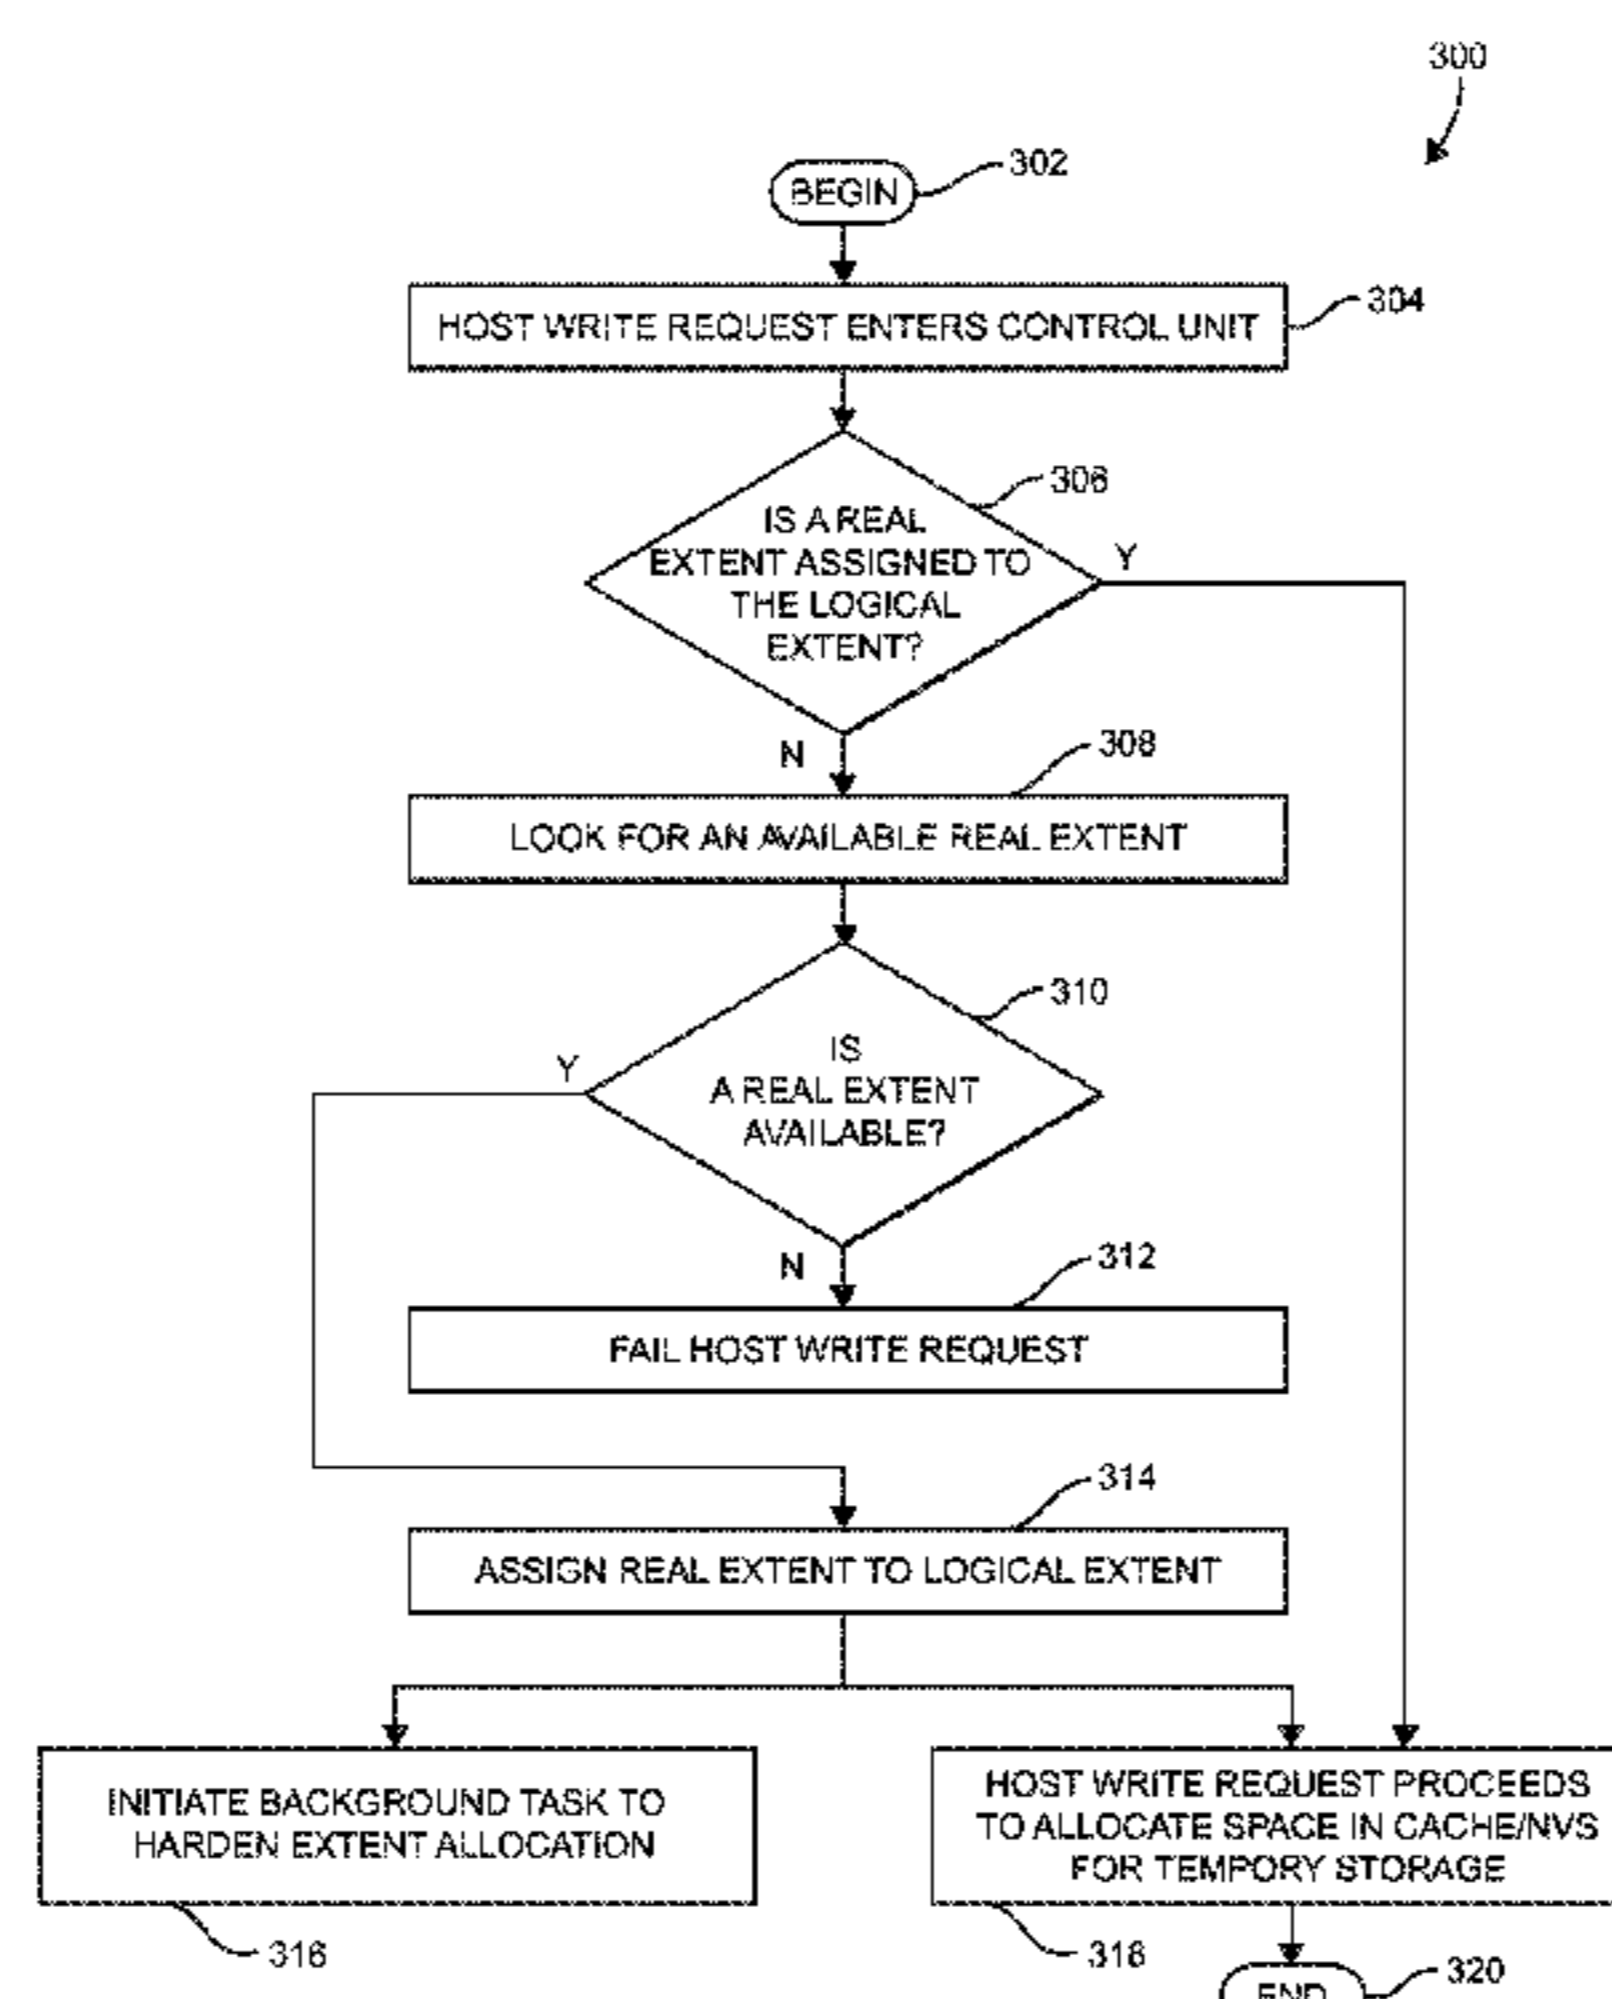 300
BEGIN
302
HOST WRITE REQUEST ENTERS CONTROL UNIT
304
306
IS A REAL
EXTENT ASSIGNED TO
THE LOGICAL
EXTENT?
Y
N
308
LOOK FOR AN AVAILABLE REAL EXTENT
310
IS
A REAL EXTENT
AVAILABLE?
Y
N
312
FAIL HOST WRITE REQUEST
314
ASSIGN REAL EXTENT TO LOGICAL EXTENT
INITIATE BACKGROUND TASK TO
HARDEN EXTENT ALLOCATION
316
HOST WRITE REQUEST PROCEEDS
TO ALLOCATE SPACE IN CACHE/NVS
FOR TEMPORY STORAGE
318
END
320